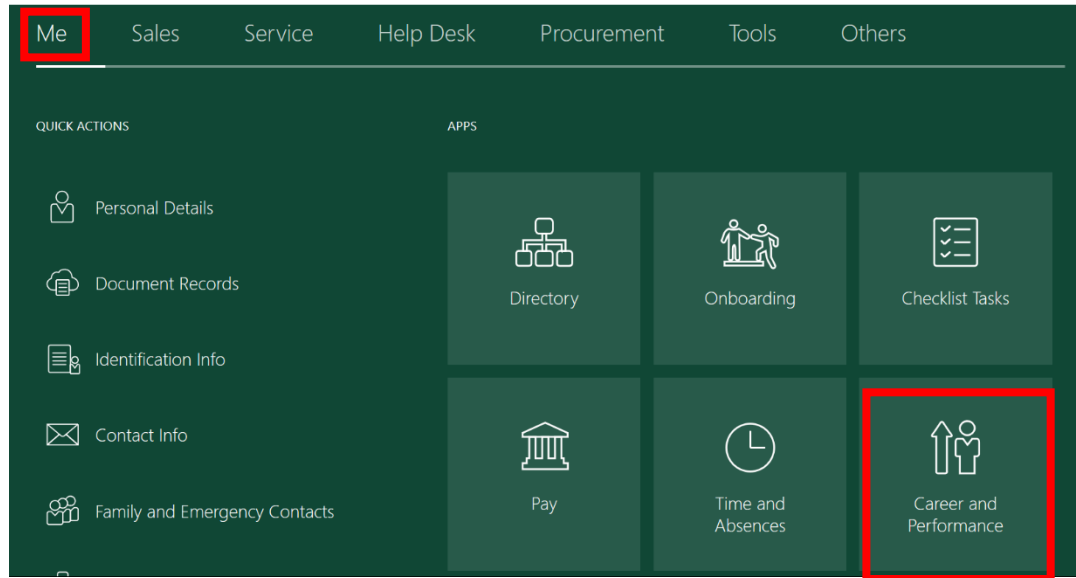 Me Sales Service Help Desk Procurement Tools Others
QUICK ACTIONS
APPS
Personal Details
Document Records
Identification Info
Contact Info
Family and Emergency Contacts
Directory
Onboarding
Checklist Tasks
Pay
Time and
Absences
Career and
Performance